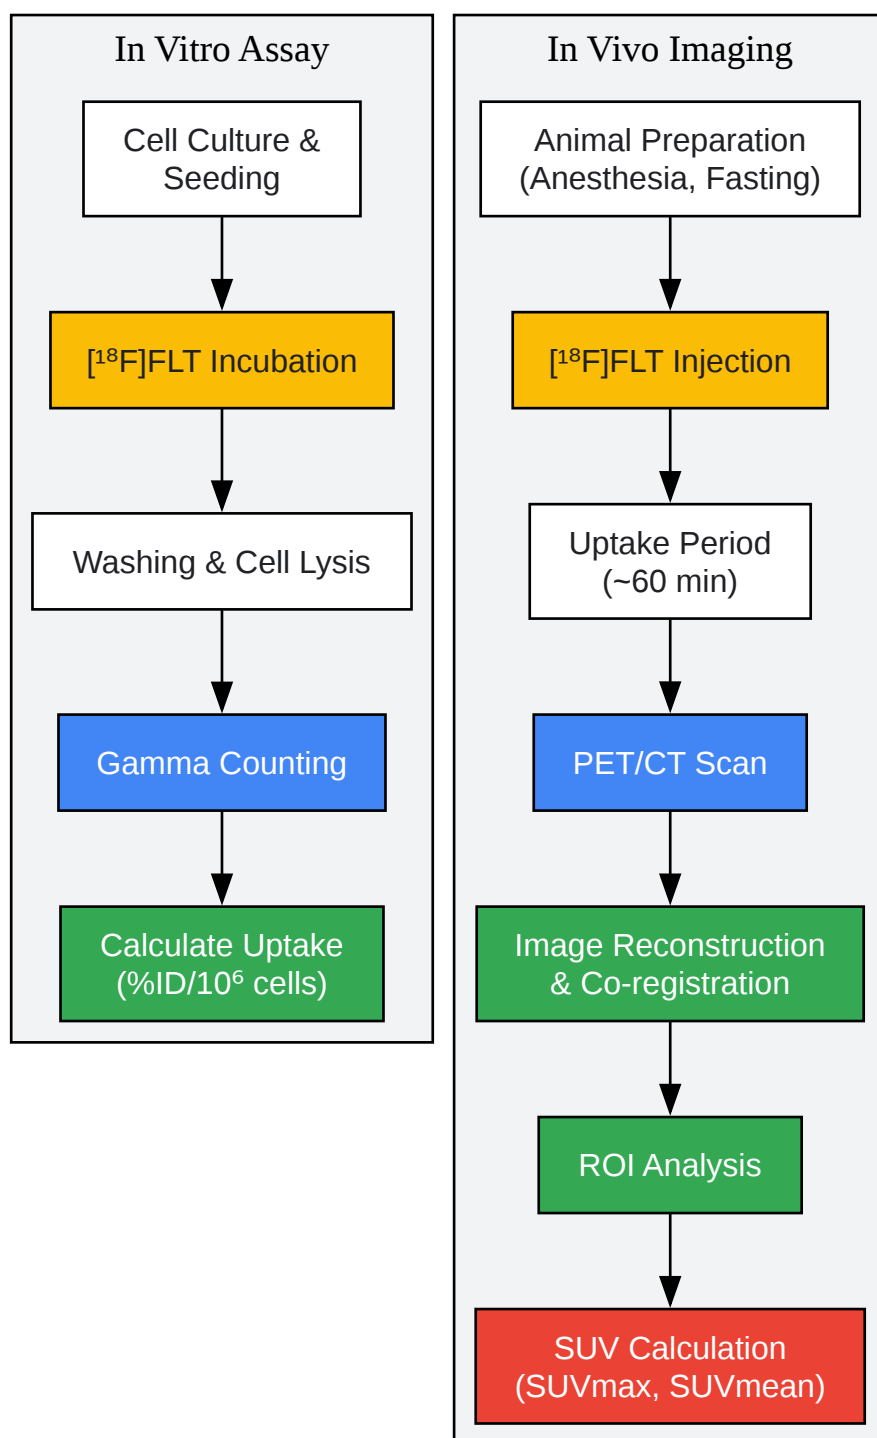 In Vitro Assay
Cell Culture &
Seeding
[¹⁸F]FLT Incubation
Washing & Cell Lysis
Gamma Counting
Calculate Uptake
(%ID/10⁶ cells)
In Vivo Imaging
Animal Preparation
(Anesthesia, Fasting)
[¹⁸F]FLT Injection
Uptake Period
(~60 min)
PET/CT Scan
Image Reconstruction
& Co-registration
ROI Analysis
SUV Calculation
(SUVmax, SUVmean)